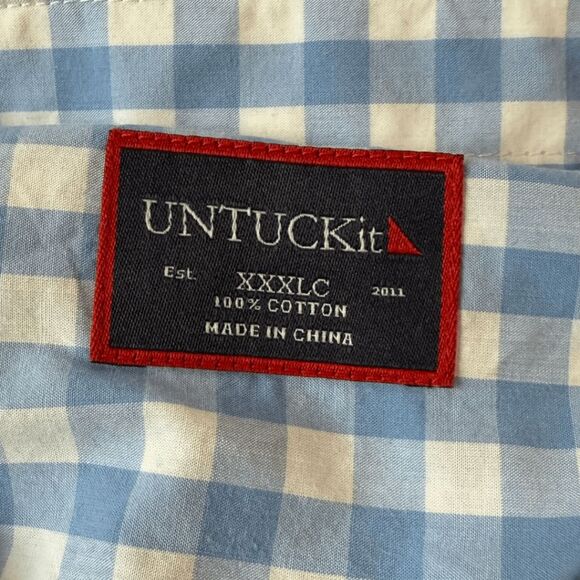 UNTUCKit
Est. XXXLC 2011
100% COTTON
MADE IN CHINA